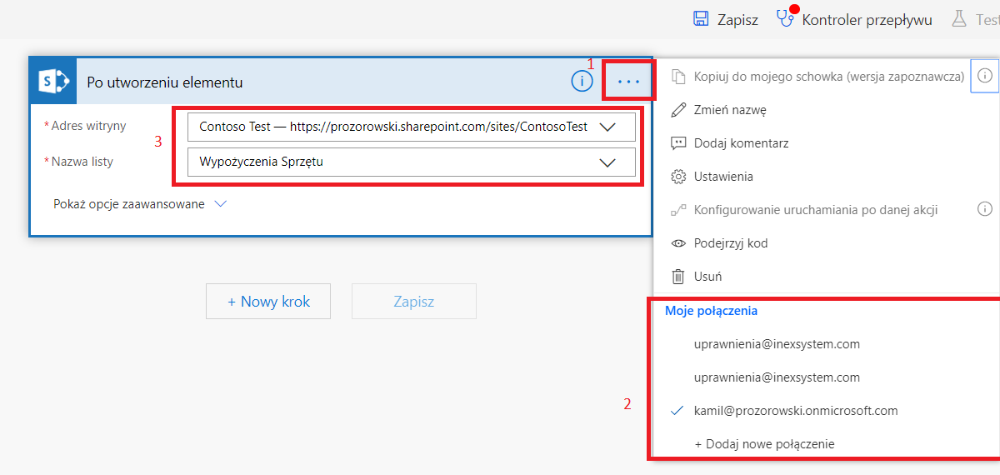 Zapisz
Kontroler przepływu
Test
S
Po utworzeniu elementu
1
* Adres witryny
Contoso Test — https://prozorowski.sharepoint.com/sites/ContosoTest
3
* Nazwa listy
Wypożyczenia Sprzętu
Pokaż opcje zaawansowane
+ Nowy krok
Zapisz
Kopiuj do mojego schowka (wersja zapoznawcza)
Zmień nazwę
Dodaj komentarz
Ustawienia
Konfigurowanie uruchamiania po danej akcji
Podejrzyj kod
Usuń
Moje połączenia
uprawnienia@inexsystem.com
uprawnienia@inexsystem.com
2
kamil@prozorowski.onmicrosoft.com
+ Dodaj nowe połączenie